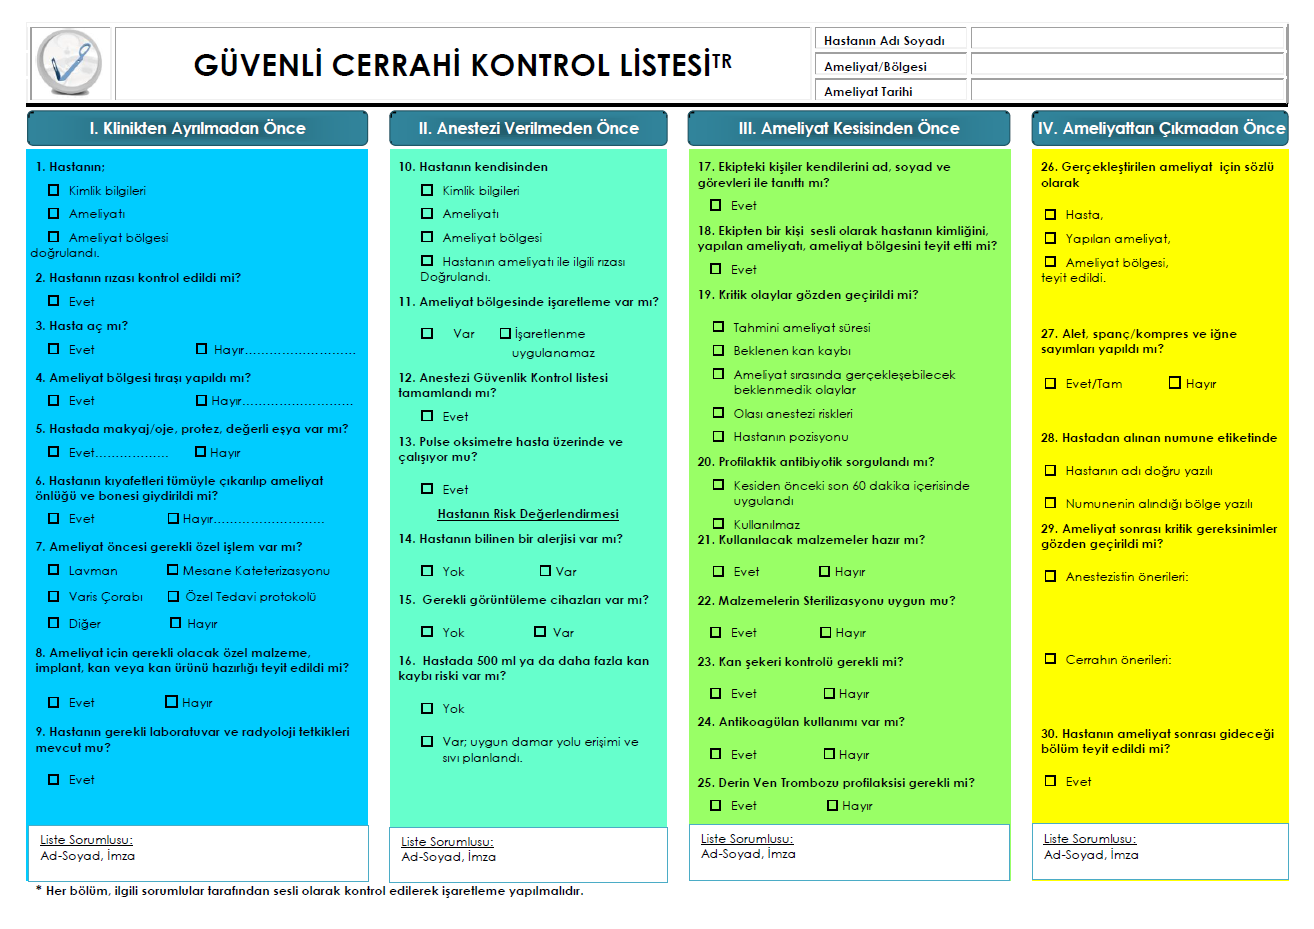 GÜVENLİ CERRAHİ KONTROL LİSTESİTR
Hastanın Adı Soyadı
Ameliyat/Bölgesi
Ameliyat Tarihi
I. Klinikten Ayrılmadan Önce
1. Hastanın;
Kimlik bilgileri
Ameliyatı
Ameliyat bölgesi
doğrulandı.
2. Hastanın rızası kontrol edildi mi?
Evet
3. Hasta aç mı?
Evet Hayır...........................
4. Ameliyat bölgesi tıraşı yapıldı mı?
Evet Hayır...........................
5. Hastada makyaj/oje, protez, değerli eşya var mı?
Evet.................. Hayır
6. Hastanın kıyafetleri tümüyle çıkarılıp ameliyat
önlüğü ve bonesi giydirildi mi?
Evet Hayır...........................
7. Ameliyat öncesi gerekli özel işlem var mı?
Lavman Mesane Kateterizasyonu
Varis Çorabı Özel Tedavi protokolü
Diğer Hayır
8. Ameliyat için gerekli olacak özel malzeme,
implant, kan veya kan ürünü hazırlığı teyit edildi mi?
Evet Hayır
9. Hastanın gerekli laboratuvar ve radyoloji tetkikleri
mevcut mu?
Evet
Liste Sorumlusu:
Ad-Soyad, İmza
II. Anestezi Verilmeden Önce
10. Hastanın kendisinden
Kimlik bilgileri
Ameliyatı
Ameliyat bölgesi
Hastanın ameliyatı ile ilgili rızası
Doğrulandı.
11. Ameliyat bölgesinde işaretleme var mı?
Var İşaretlenme
uygulanamaz
12. Anestezi Güvenlik Kontrol listesi
tamamlandı mı?
Evet
13. Pulse oksimetre hasta üzerinde ve
çalışıyor mu?
Evet
Hastanın Risk Değerlendirmesi
14. Hastanın bilinen bir alerjisi var mı?
Yok Var
15. Gerekli görüntüleme cihazları var mı?
Yok Var
16. Hastada 500 ml ya da daha fazla kan
kaybı riski var mı?
Yok
Var; uygun damar yolu erişimi ve
sıvı planlandı.
Liste Sorumlusu:
Ad-Soyad, İmza
III. Ameliyat Kesisinden Önce
17. Ekipteki kişiler kendilerini ad, soyad ve
görevleri ile tanıttı mı?
Evet
18. Ekipten bir kişi sesli olarak hastanın kimliğini,
yapılan ameliyatı, ameliyat bölgesini teyit etti mi?
Evet
19. Kritik olaylar gözden geçirildi mi?
Tahmini ameliyat süresi
Beklenen kan kaybı
Ameliyat sırasında gerçekleşebilecek
beklenmedik olaylar
Olası anestezi riskleri
Hastanın pozisyonu
20. Profilaktik antibiyotik sorgulandı mı?
Kesiden önceki son 60 dakika içerisinde
uygulandı
Kullanılmaz
21. Kullanılacak malzemeler hazır mı?
Evet Hayır
22. Malzemelerin Sterilizasyonu uygun mu?
Evet Hayır
23. Kan şekeri kontrolü gerekli mi?
Evet Hayır
24. Antikoagülan kullanımı var mı?
Evet Hayır
25. Derin Ven Trombozu profilaksisi gerekli mi?
Evet Hayır
Liste Sorumlusu:
Ad-Soyad, İmza
IV. Ameliyattan Çıkmadan Önce
26. Gerçekleştirilen ameliyat için sözlü
olarak
Hasta,
Yapılan ameliyat,
Ameliyat bölgesi,
teyit edildi.
27. Alet, spanç/kompres ve iğne
sayımları yapıldı mı?
Evet/Tam Hayır
28. Hastadan alınan numune etiketinde
Hastanın adı doğru yazılı
Numunenin alındığı bölge yazılı
29. Ameliyat sonrası kritik gereksinimler
gözden geçirildi mi?
Anestezistin önerileri:
Cerrahın önerileri:
30. Hastanın ameliyat sonrası gideceği
bölüm teyit edildi mi?
Evet
Liste Sorumlusu:
Ad-Soyad, İmza
* Her bölüm, ilgili sorumlular tarafından sesli olarak kontrol edilerek işaretleme yapılmalıdır.